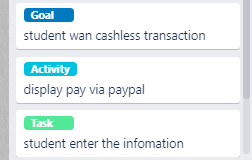 Goal
student wan cashless transaction
Activity
display pay via paypal
Task
student enter the infomation